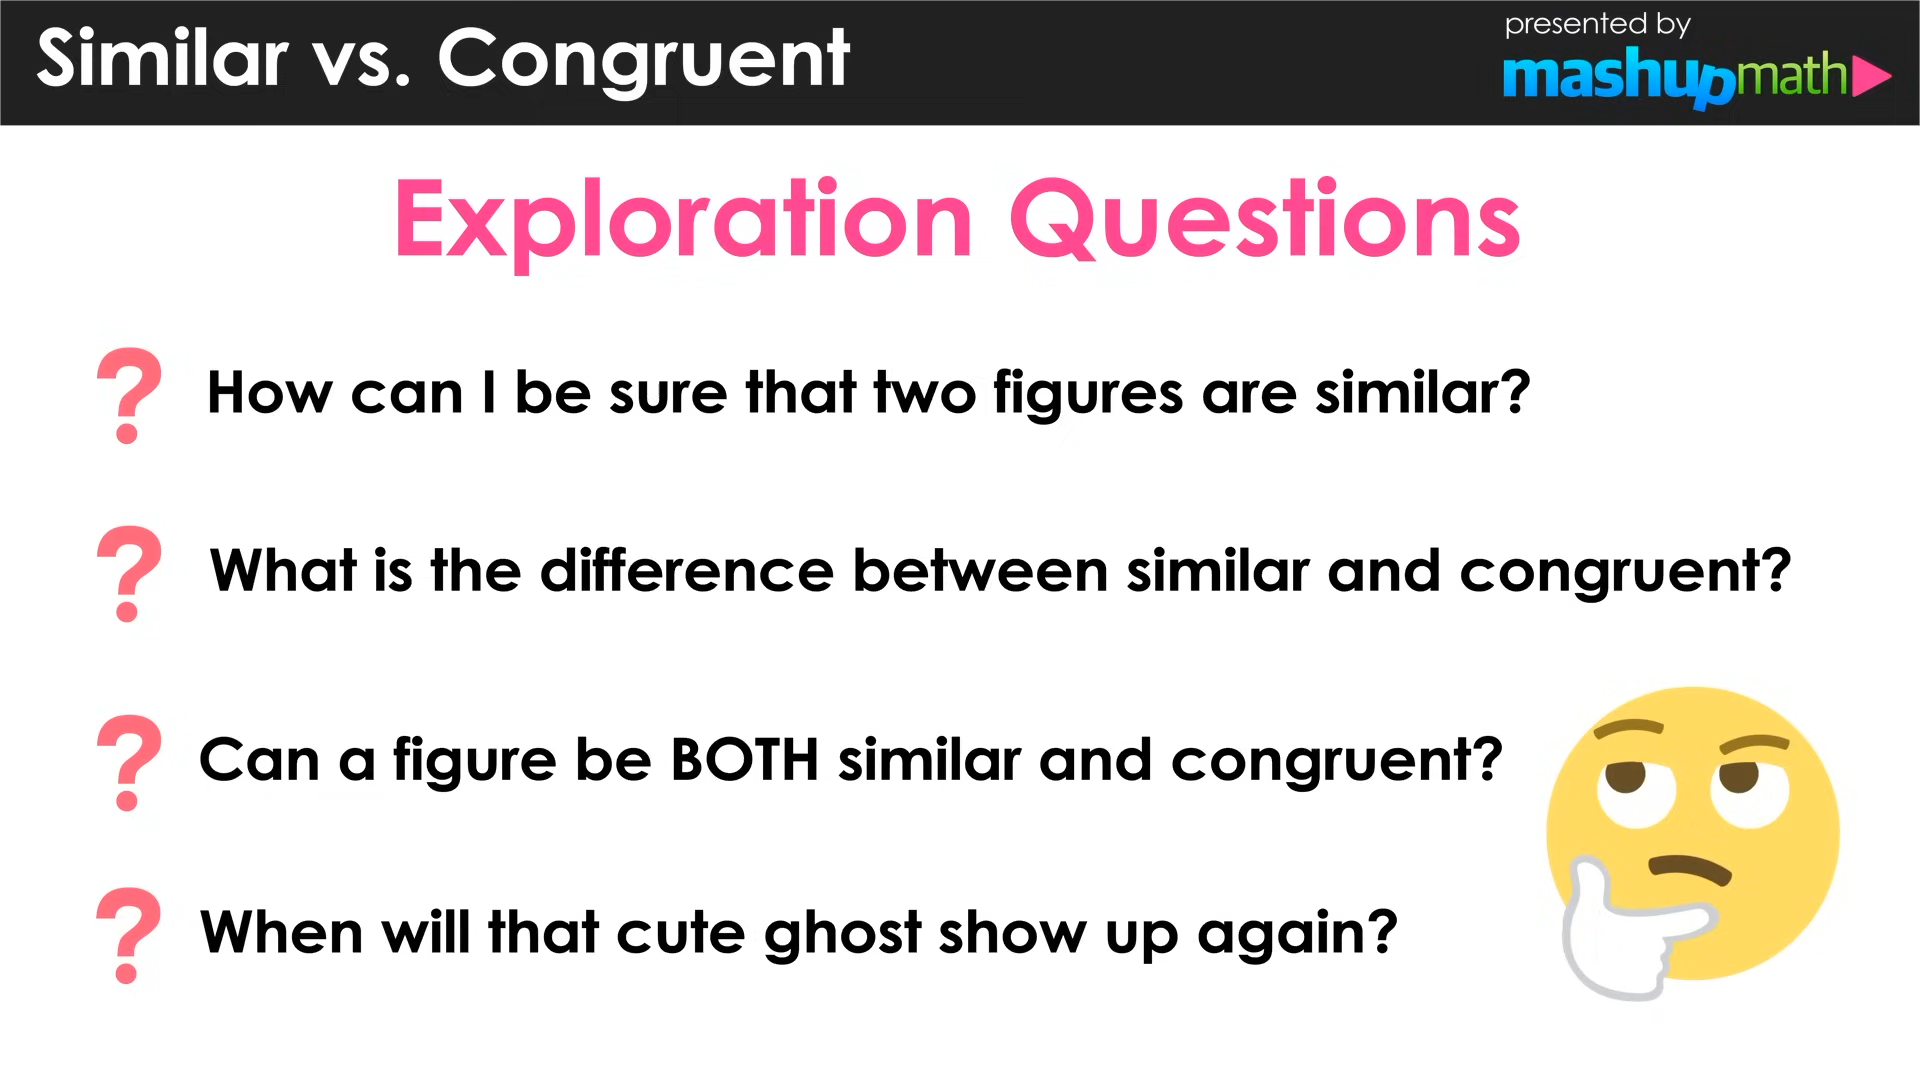 Similar vs. Congruent
presented by
mashupmath
Exploration Questions
? How can I be sure that two figures are similar?
? What is the difference between similar and congruent?
? Can a figure be BOTH similar and congruent?
? When will that cute ghost show up again?